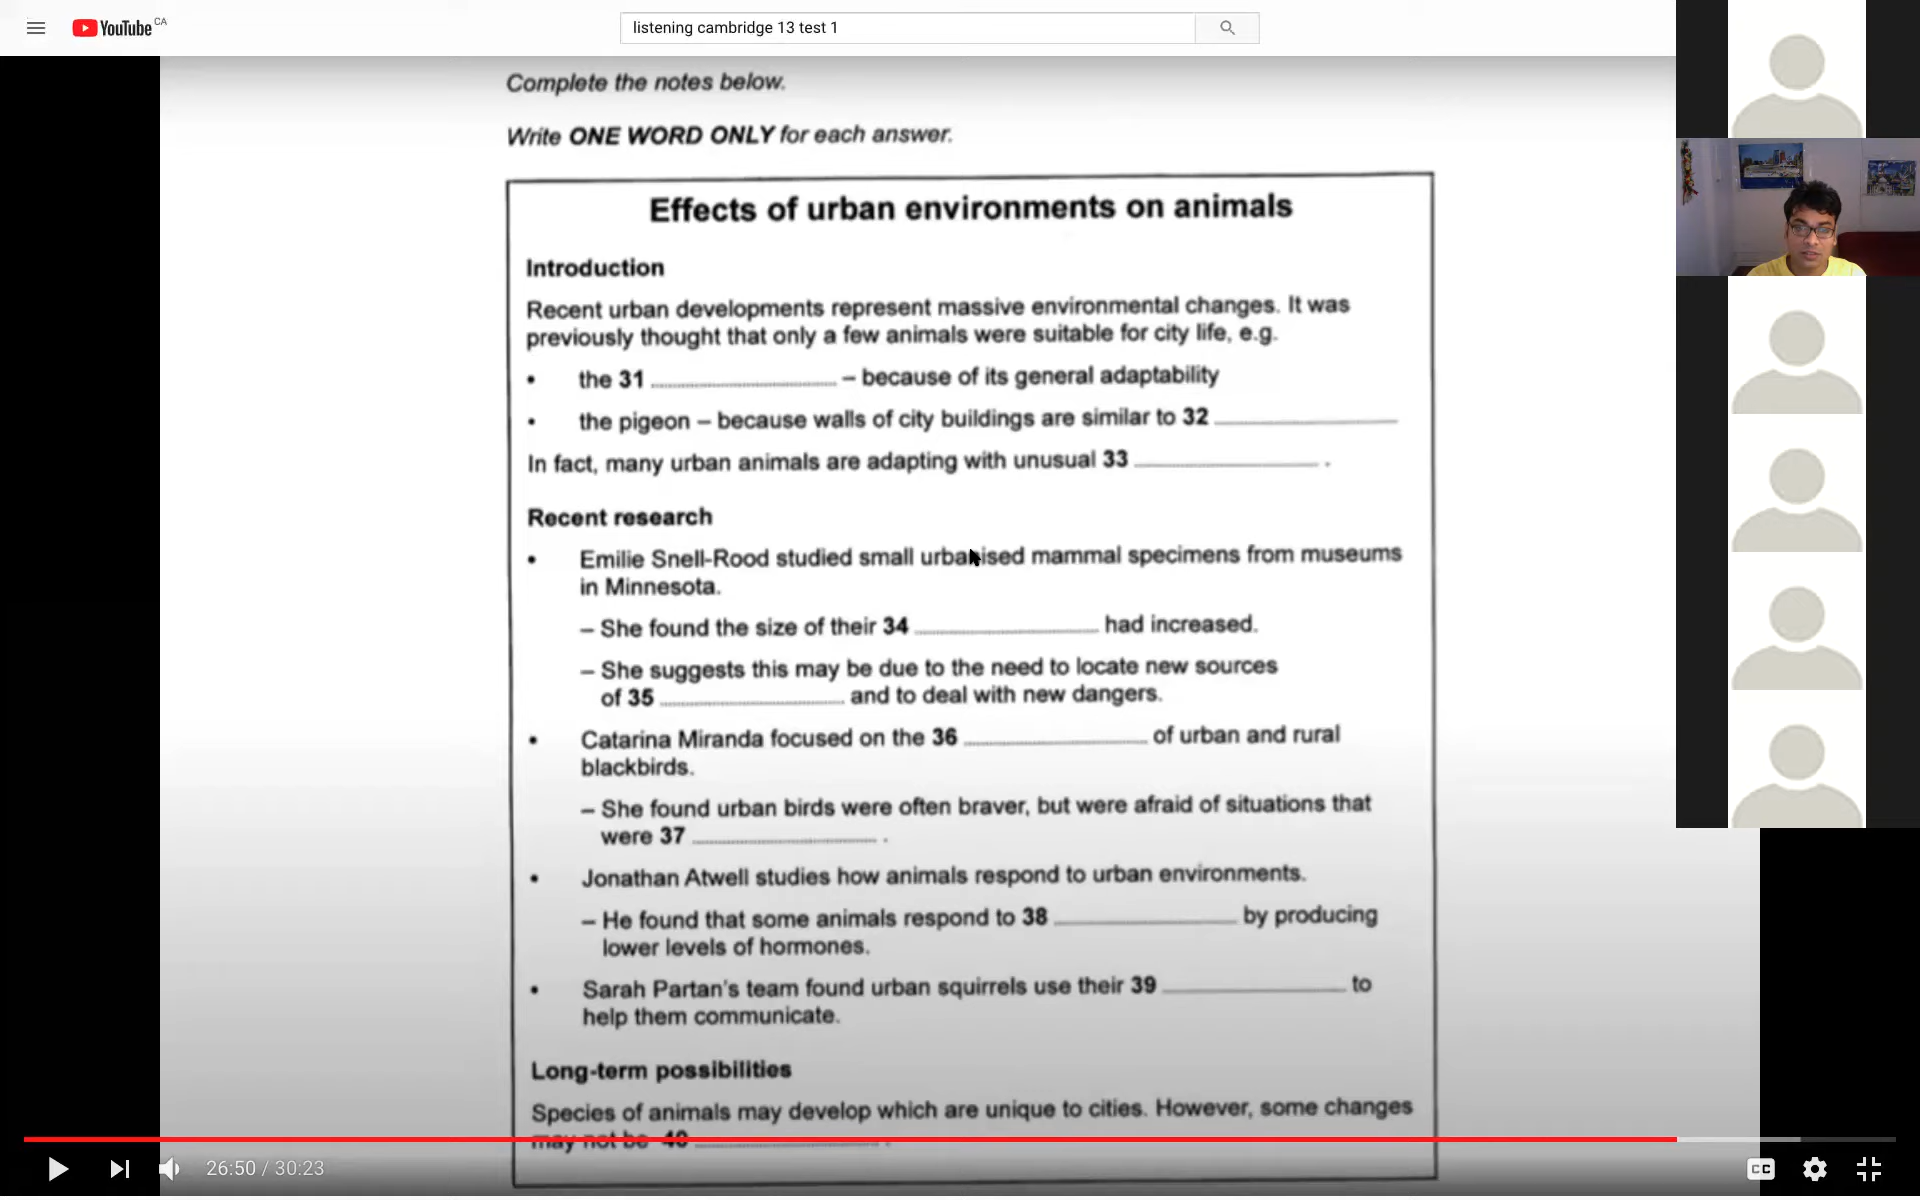 YouTube CA
listening cambridge 13 test 1
Complete the notes below.
Write ONE WORD ONLY for each answer.
Effects of urban environments on animals
Introduction
Recent urban developments represent massive environmental changes. It was
previously thought that only a few animals were suitable for city life, e.g.
• the 31 .................... – because of its general adaptability
• the pigeon – because walls of city buildings are similar to 32 ....................
In fact, many urban animals are adapting with unusual 33 .................... .
Recent research
• Emilie Snell-Rood studied small urbanised mammal specimens from museums
in Minnesota.
– She found the size of their 34 .................... had increased.
– She suggests this may be due to the need to locate new sources
of 35 .................... and to deal with new dangers.
• Catarina Miranda focused on the 36 .................... of urban and rural
blackbirds.
– She found urban birds were often braver, but were afraid of situations that
were 37 .................... .
• Jonathan Atwell studies how animals respond to urban environments.
– He found that some animals respond to 38 .................... by producing
lower levels of hormones.
• Sarah Partan's team found urban squirrels use their 39 .................... to
help them communicate.
Long-term possibilities
Species of animals may develop which are unique to cities. However, some changes
may not be 40 .................... .
26:50 / 30:23
CC